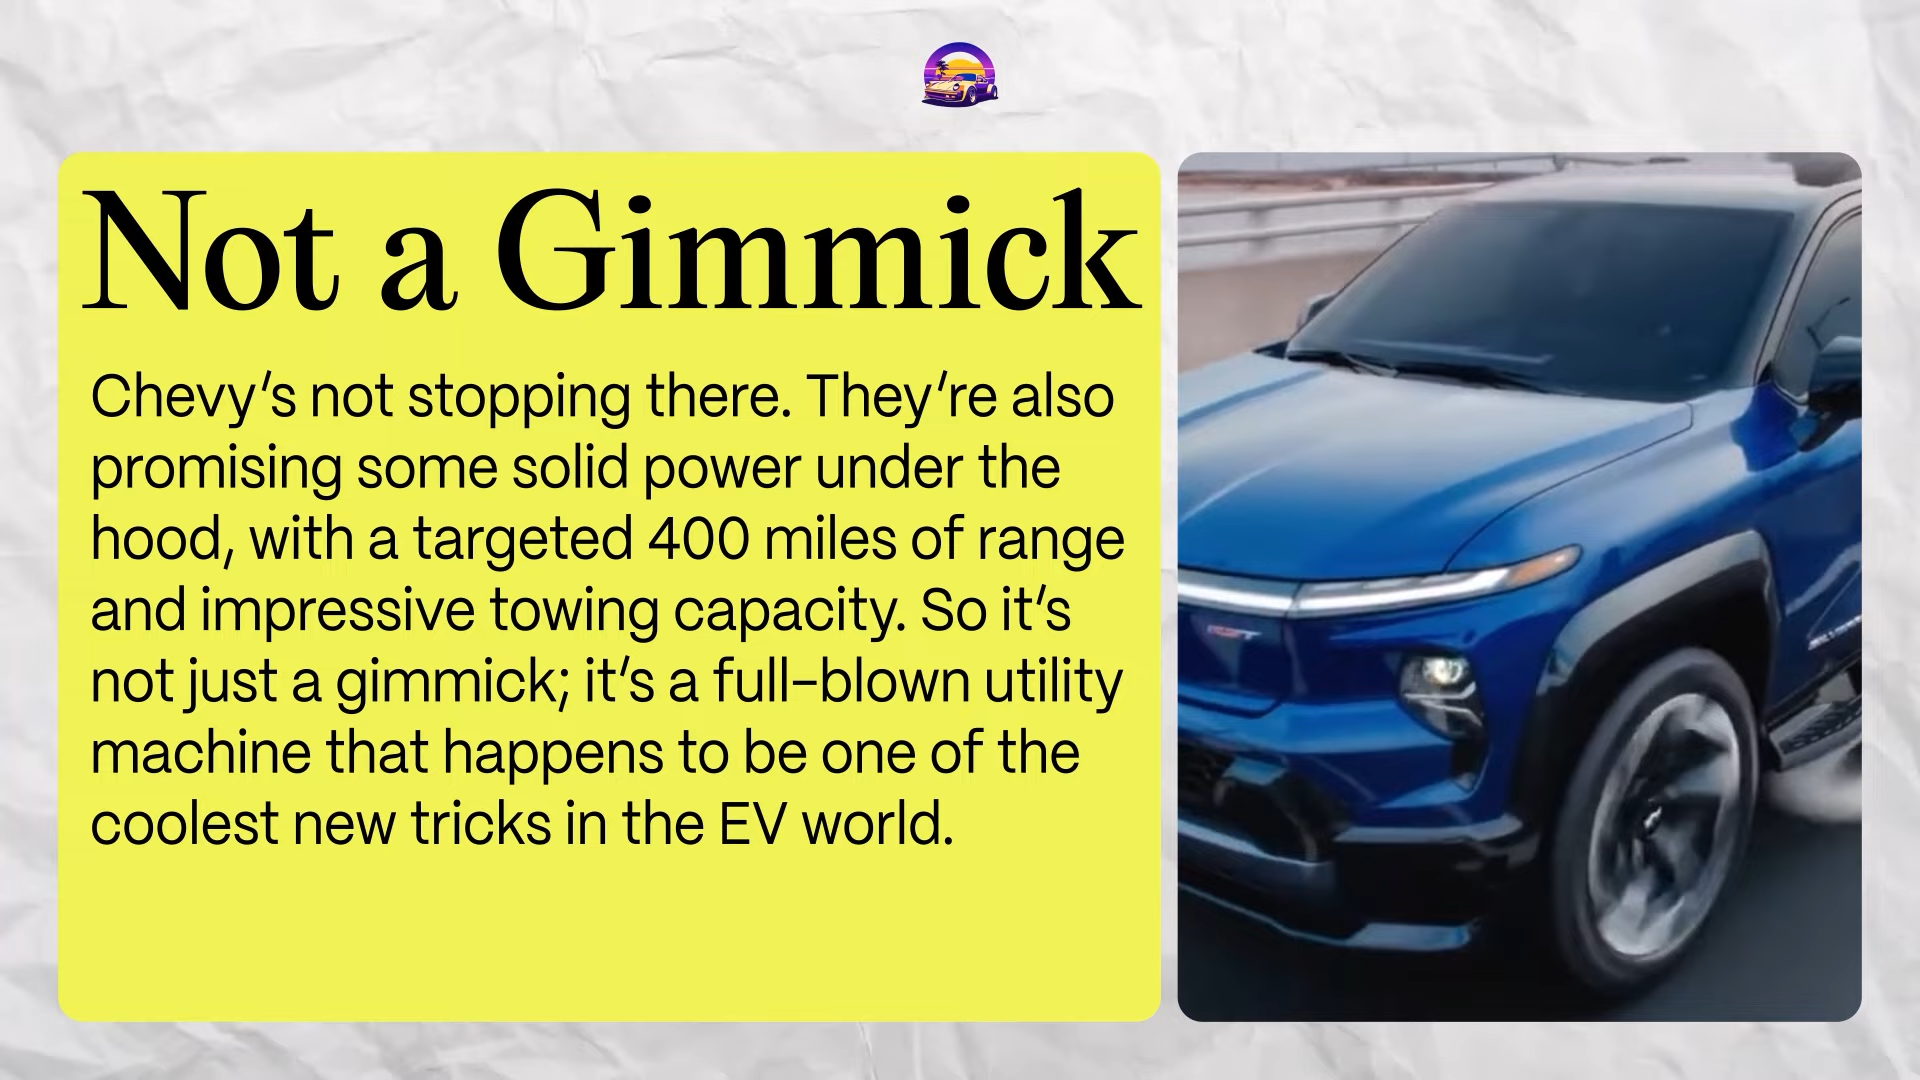 Not a Gimmick
Chevy's not stopping there. They're also
promising some solid power under the
hood, with a targeted 400 miles of range
and impressive towing capacity. So it's
not just a gimmick; it's a full-blown utility
machine that happens to be one of the
coolest new tricks in the EV world.
RST